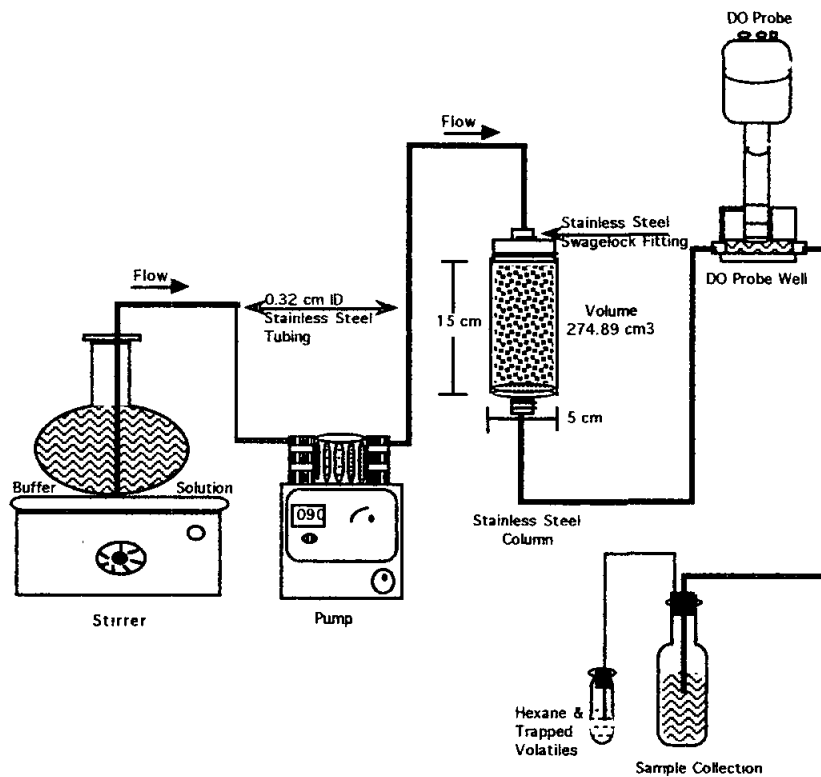 DO Probe
Flow
Stainless Steel
Swagelock Fitting
DO Probe Well
Flow
0.32 cm ID
Stainless Steel
Tubing
15 cm
Volume
274.89 cm3
5 cm
Buffer
Solution
090
Stainless Steel
Column
Stirrer
Pump
Hexane &
Trapped
Volatiles
Sample Collection